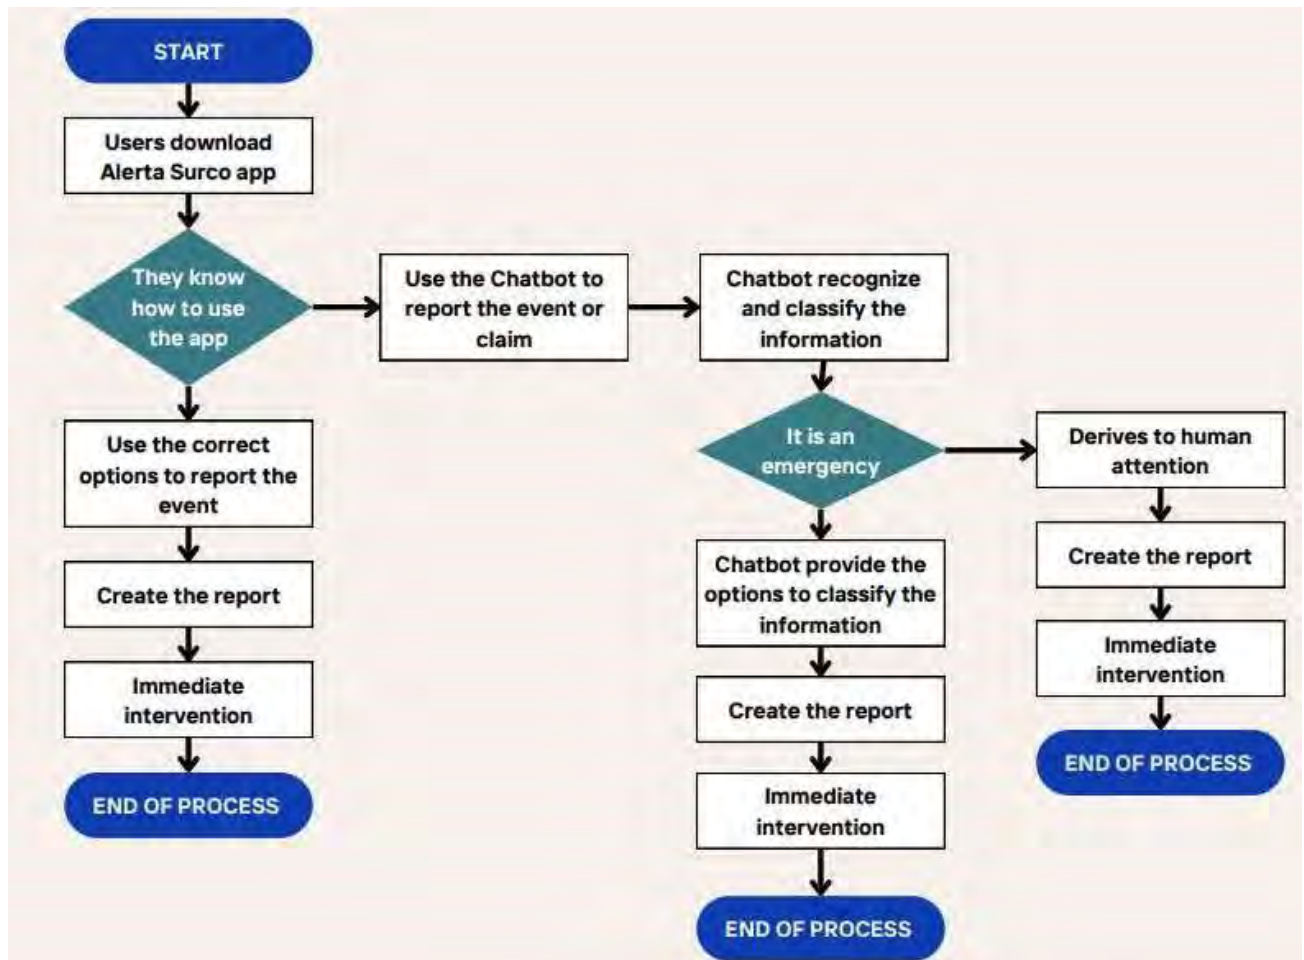 START
Users download
Alerta Surco app
They know
how to use
the app
Use the correct
options to report the
event
Create the report
Immediate
intervention
END OF PROCESS
Use the Chatbot to
report the event or
claim
Chatbot recognize
and classify the
information
It is an
emergency
Chatbot provide the
options to classify the
information
Create the report
Immediate
intervention
END OF PROCESS
Derives to human
attention
Create the report
Immediate
intervention
END OF PROCESS